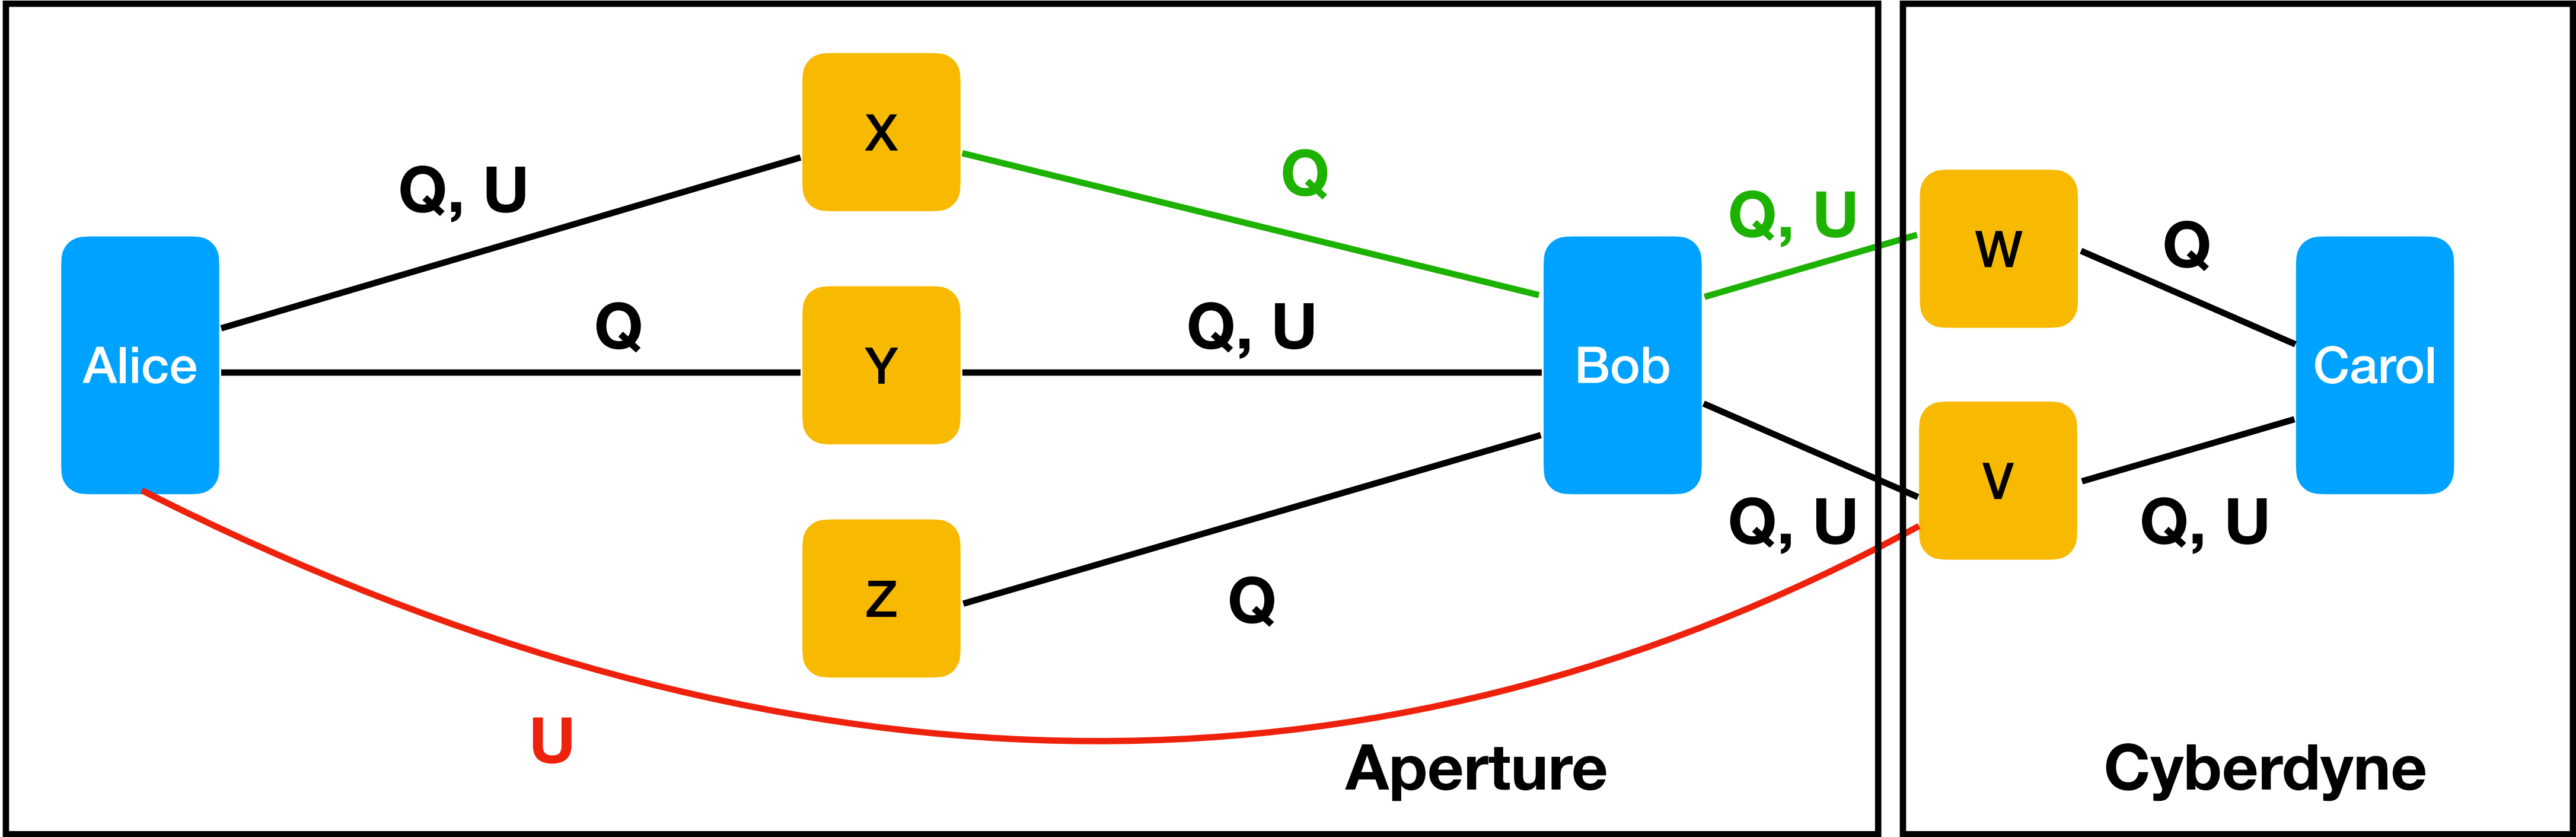 X
Q
Q, U
Q, U
W
Q
Alice
Q
Y
Q, U
Bob
Carol
V
Q, U
Q, U
Z
Q
U
Aperture
Cyberdyne